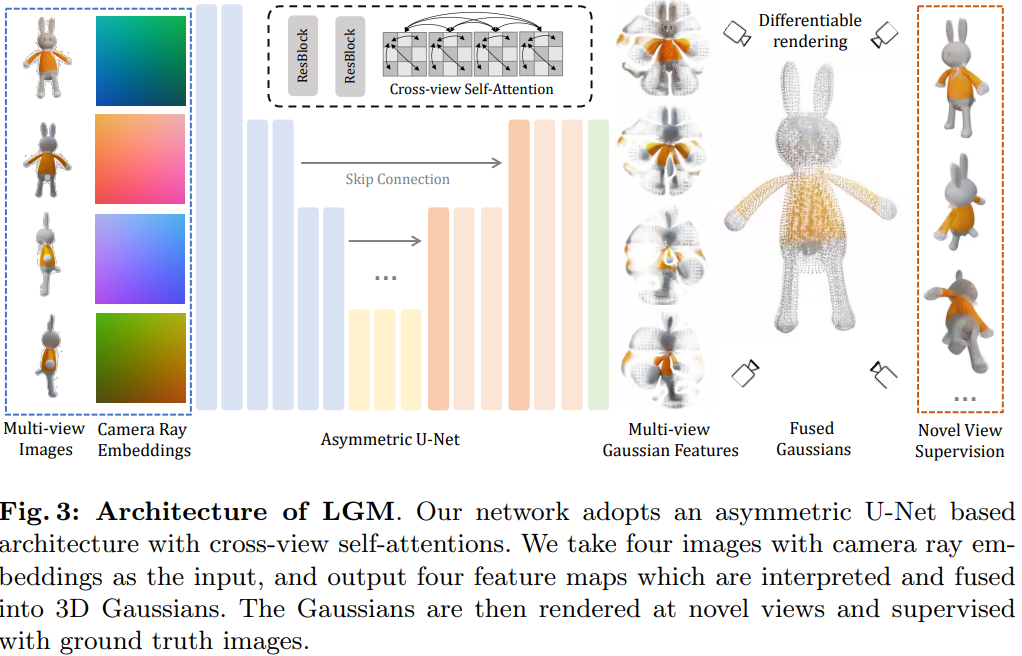 ResBlock
ResBlock
Cross-view Self-Attention
Differentiable
rendering
Skip Connection
...
...
Multi-view
Images
Camera Ray
Embeddings
Asymmetric U-Net
Multi-view
Gaussian Features
Fused
Gaussians
Novel View
Supervision
Fig. 3: Architecture of LGM. Our network adopts an asymmetric U-Net based
architecture with cross-view self-attentions. We take four images with camera ray em-
beddings as the input, and output four feature maps which are interpreted and fused
into 3D Gaussians. The Gaussians are then rendered at novel views and supervised
with ground truth images.